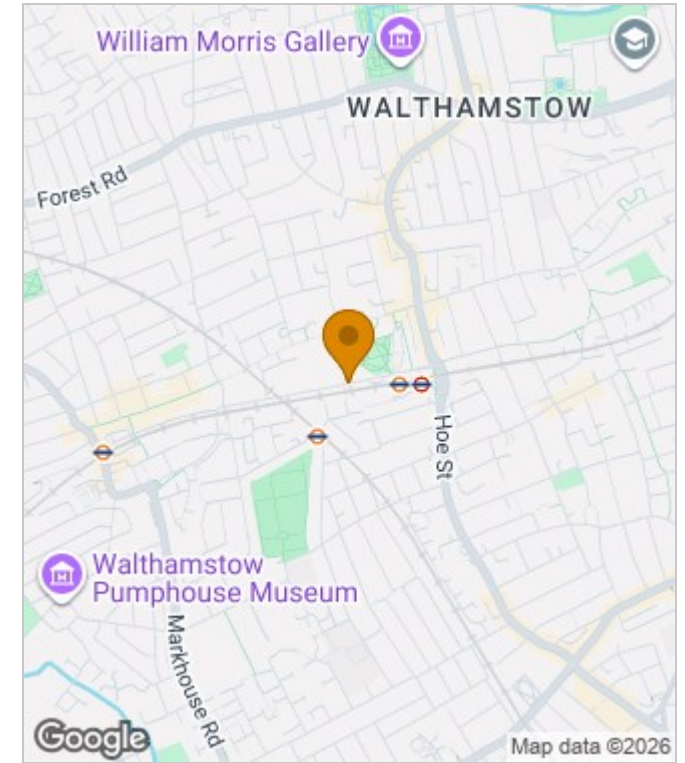 William Morris Gallery
WALTHAMSTOW
Forest Rd
Hoe St
Walthamstow
Pumphouse Museum
Markhouse Rd
Google
Map data ©2026